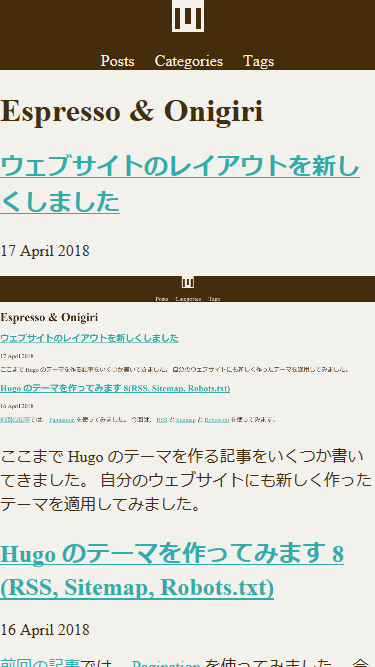 Posts Categories Tags
Espresso & Onigiri
ウェブサイトのレイアウトを新し
くしました
17 April 2018
Posts Categories Tags
Espresso & Onigiri
ウェブサイトのレイアウトを新しくしました
17 April 2018
ここまで Hugo のテーマを作る記事をいくつか書いてきました。 自分のウェブサイトにも新しく作ったテーマを適用してみました。
Hugo のテーマを作ってみます 8(RSS, Sitemap, Robots.txt)
16 April 2018
前回の記事では、 Pagination を使ってみました。 今回は、 RSS と Sitemap と Robots.txt を使ってみます。
ここまで Hugo のテーマを作る記事をいくつか書い
てきました。 自分のウェブサイトにも新しく作った
テーマを適用してみました。
Hugo のテーマを作ってみます 8
(RSS, Sitemap, Robots.txt)
16 April 2018
前回の記事では、 Pagination を使ってみました。 今